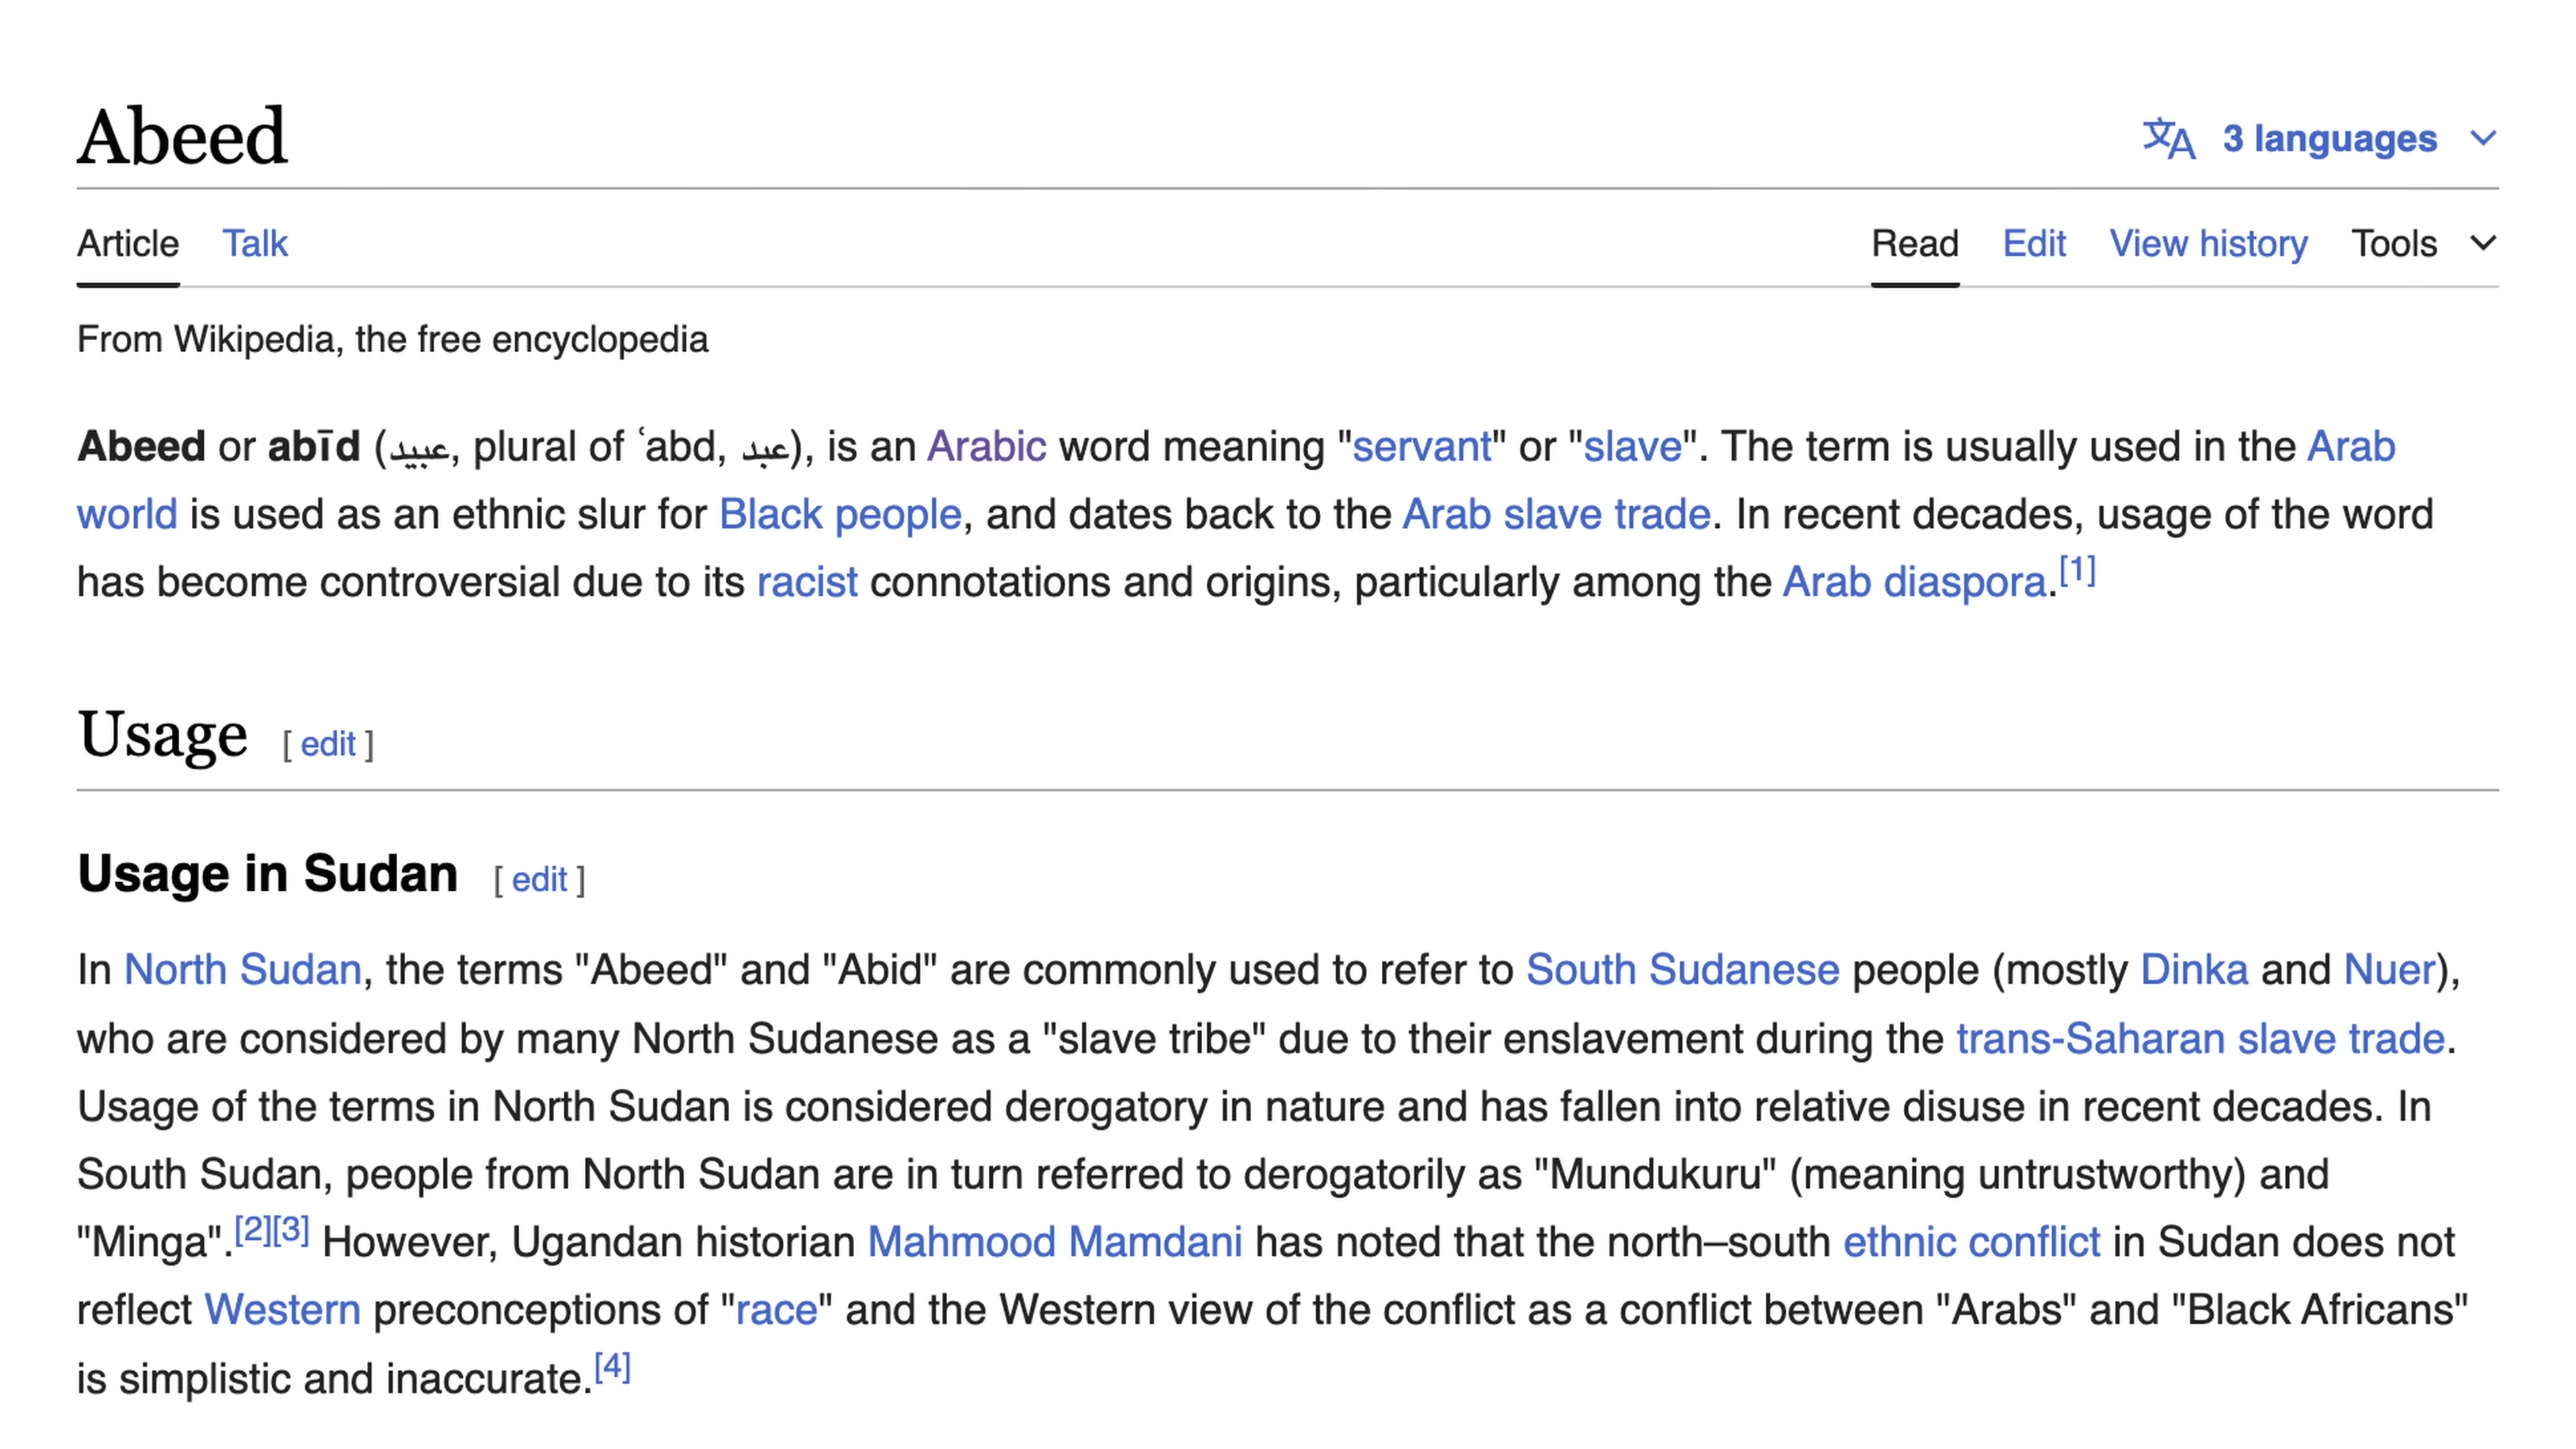 Abeed
3 languages
Article Talk
Read Edit View history Tools
From Wikipedia, the free encyclopedia
Abeed or abīd (عبيد, plural of ʿabd, عبد), is an Arabic word meaning "servant" or "slave". The term is usually used in the Arab
world is used as an ethnic slur for Black people, and dates back to the Arab slave trade. In recent decades, usage of the word
has become controversial due to its racist connotations and origins, particularly among the Arab diaspora.[1]
Usage [ edit ]
Usage in Sudan [ edit ]
In North Sudan, the terms "Abeed" and "Abid" are commonly used to refer to South Sudanese people (mostly Dinka and Nuer),
who are considered by many North Sudanese as a "slave tribe" due to their enslavement during the trans-Saharan slave trade.
Usage of the terms in North Sudan is considered derogatory in nature and has fallen into relative disuse in recent decades. In
South Sudan, people from North Sudan are in turn referred to derogatorily as "Mundukuru" (meaning untrustworthy) and
"Minga".[2][3] However, Ugandan historian Mahmood Mamdani has noted that the north–south ethnic conflict in Sudan does not
reflect Western preconceptions of "race" and the Western view of the conflict as a conflict between "Arabs" and "Black Africans"
is simplistic and inaccurate.[4]